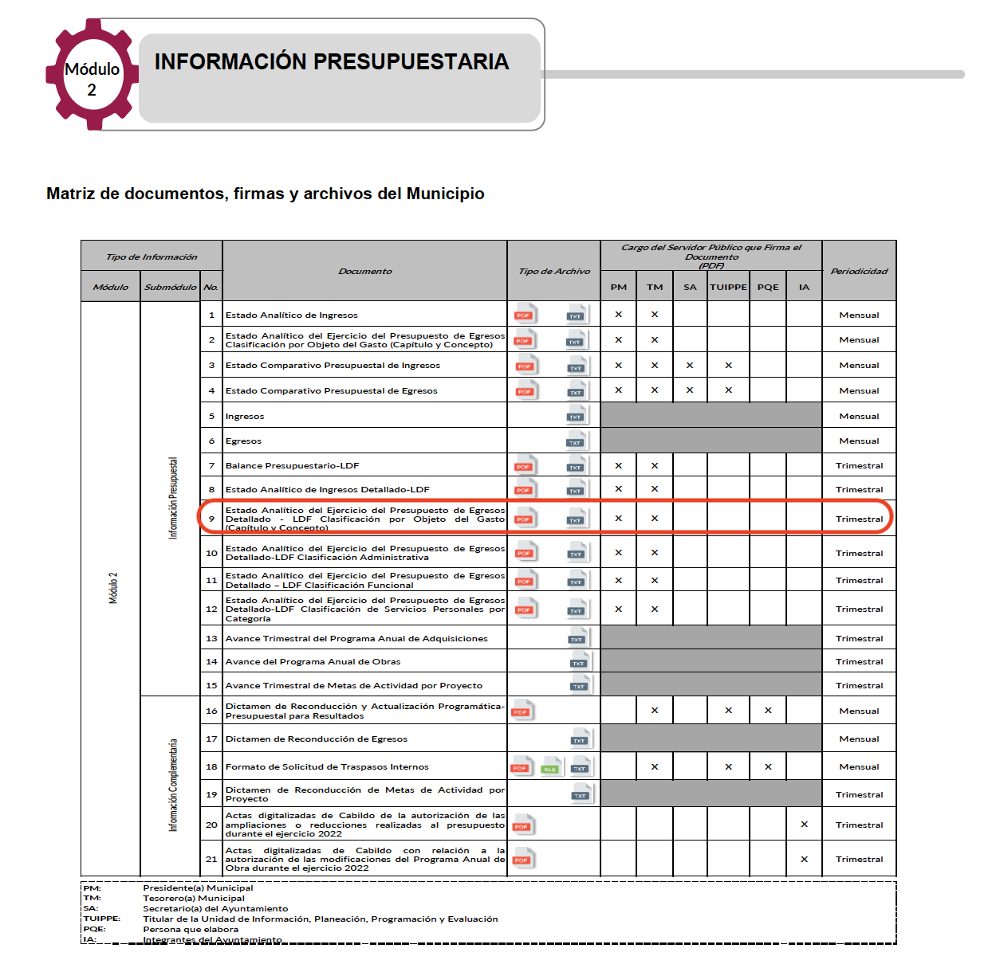 Módulo
2
INFORMACIÓN PRESUPUESTARIA
Matriz de documentos, firmas y archivos del Municipio
Tipo de Información
Documento
Tipo de Archivo
Cargo del Servidor Público que Firma el
Documento
(PDF)
Periodicidad
Módulo Submódulo No.
PM TM SA TUIPPE PQE IA
Módulo 2
Información Presupuestal
1 Estado Analítico de Ingresos PDF TXT X X Mensual
2 Estado Analítico del Ejercicio del Presupuesto de Egresos
Clasificación por Objeto del Gasto (Capítulo y Concepto) PDF TXT X X Mensual
3 Estado Comparativo Presupuestal de Ingresos PDF TXT X X X X Mensual
4 Estado Comparativo Presupuestal de Egresos PDF TXT X X X X Mensual
5 Ingresos TXT Mensual
6 Egresos TXT Mensual
7 Balance Presupuestario-LDF PDF TXT X X Trimestral
8 Estado Analítico de Ingresos Detallado-LDF PDF TXT X X Trimestral
Estado Analítico del Ejercicio del Presupuesto de Egresos
9 Detallado - LDF Clasificación por Objeto del Gasto PDF TXT X X Trimestral
(Capítulo y Concepto)
10 Estado Analítico del Ejercicio del Presupuesto de Egresos
Detallado-LDF Clasificación Administrativa PDF TXT X X Trimestral
11 Estado Analítico del Ejercicio del Presupuesto de Egresos
Detallado – LDF Clasificación Funcional PDF TXT X X Trimestral
Estado Analítico del Ejercicio del Presupuesto de Egresos
12 Detallado-LDF Clasificación de Servicios Personales por PDF TXT X X Trimestral
Categoría
13 Avance Trimestral del Programa Anual de Adquisiciones TXT Trimestral
14 Avance del Programa Anual de Obras TXT Trimestral
15 Avance Trimestral de Metas de Actividad por Proyecto TXT Trimestral
Información Complementaria
16 Dictamen de Reconducción y Actualización Programática-
Presupuestal para Resultados PDF X X X Mensual
17 Dictamen de Reconducción de Egresos TXT Mensual
18 Formato de Solicitud de Traspasos Internos PDF XLS TXT X X X Mensual
19 Dictamen de Reconducción de Metas de Actividad por
Proyecto TXT Trimestral
Actas digitalizadas de Cabildo de la autorización de las
20 ampliaciones o reducciones realizadas al presupuesto PDF X Trimestral
durante el ejercicio 2022
Actas digitalizadas de Cabildo con relación a la
21 autorización de las modificaciones del Programa Anual de PDF X Trimestral
Obra durante el ejercicio 2022
PM: Presidente(a) Municipal
TM: Tesorero(a) Municipal
SA: Secretario(a) del Ayuntamiento
TUIPPE: Titular de la Unidad de Información, Planeación, Programación y Evaluación
PQE: Persona que elabora
IA: Integrantes del Ayuntamiento